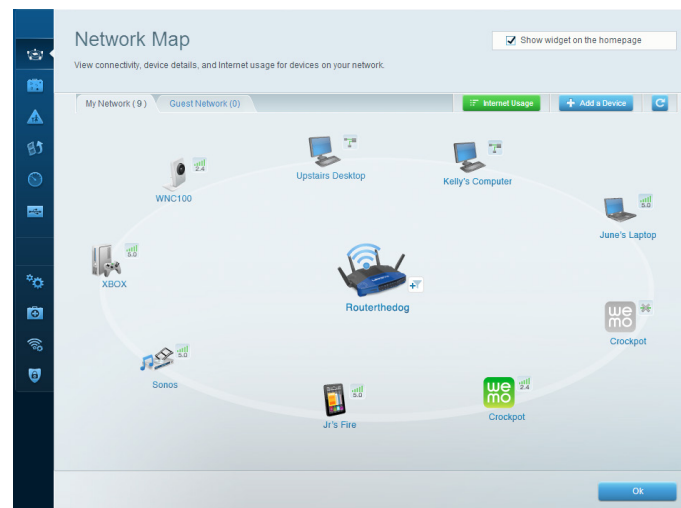 Network Map
Show widget on the homepage
View connectivity, device details, and Internet usage for devices on your network.
My Network ( 9 )
Guest Network (0)
Internet Usage
Add a Device
Upstairs Desktop
Kelly's Computer
2.4
WNC100
5.0
June's Laptop
5.0
XBOX
Routerthedog
we
mo
Crockpot
5.0
Sonos
5.0
Jr's Fire
we
mo
2.4
Crockpot
Ok